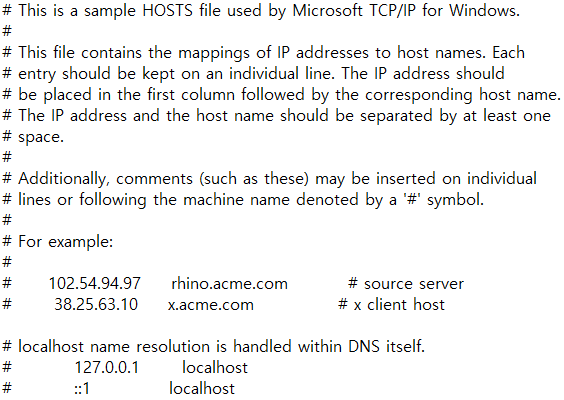 # This is a sample HOSTS file used by Microsoft TCP/IP for Windows.
#
# This file contains the mappings of IP addresses to host names. Each
# entry should be kept on an individual line. The IP address should
# be placed in the first column followed by the corresponding host name.
# The IP address and the host name should be separated by at least one
# space.
#
# Additionally, comments (such as these) may be inserted on individual
# lines or following the machine name denoted by a '#' symbol.
#
# For example:
#
#      102.54.94.97     rhino.acme.com          # source server
#       38.25.63.10     x.acme.com              # x client host

# localhost name resolution is handled within DNS itself.
#          127.0.0.1       localhost
#          ::1             localhost